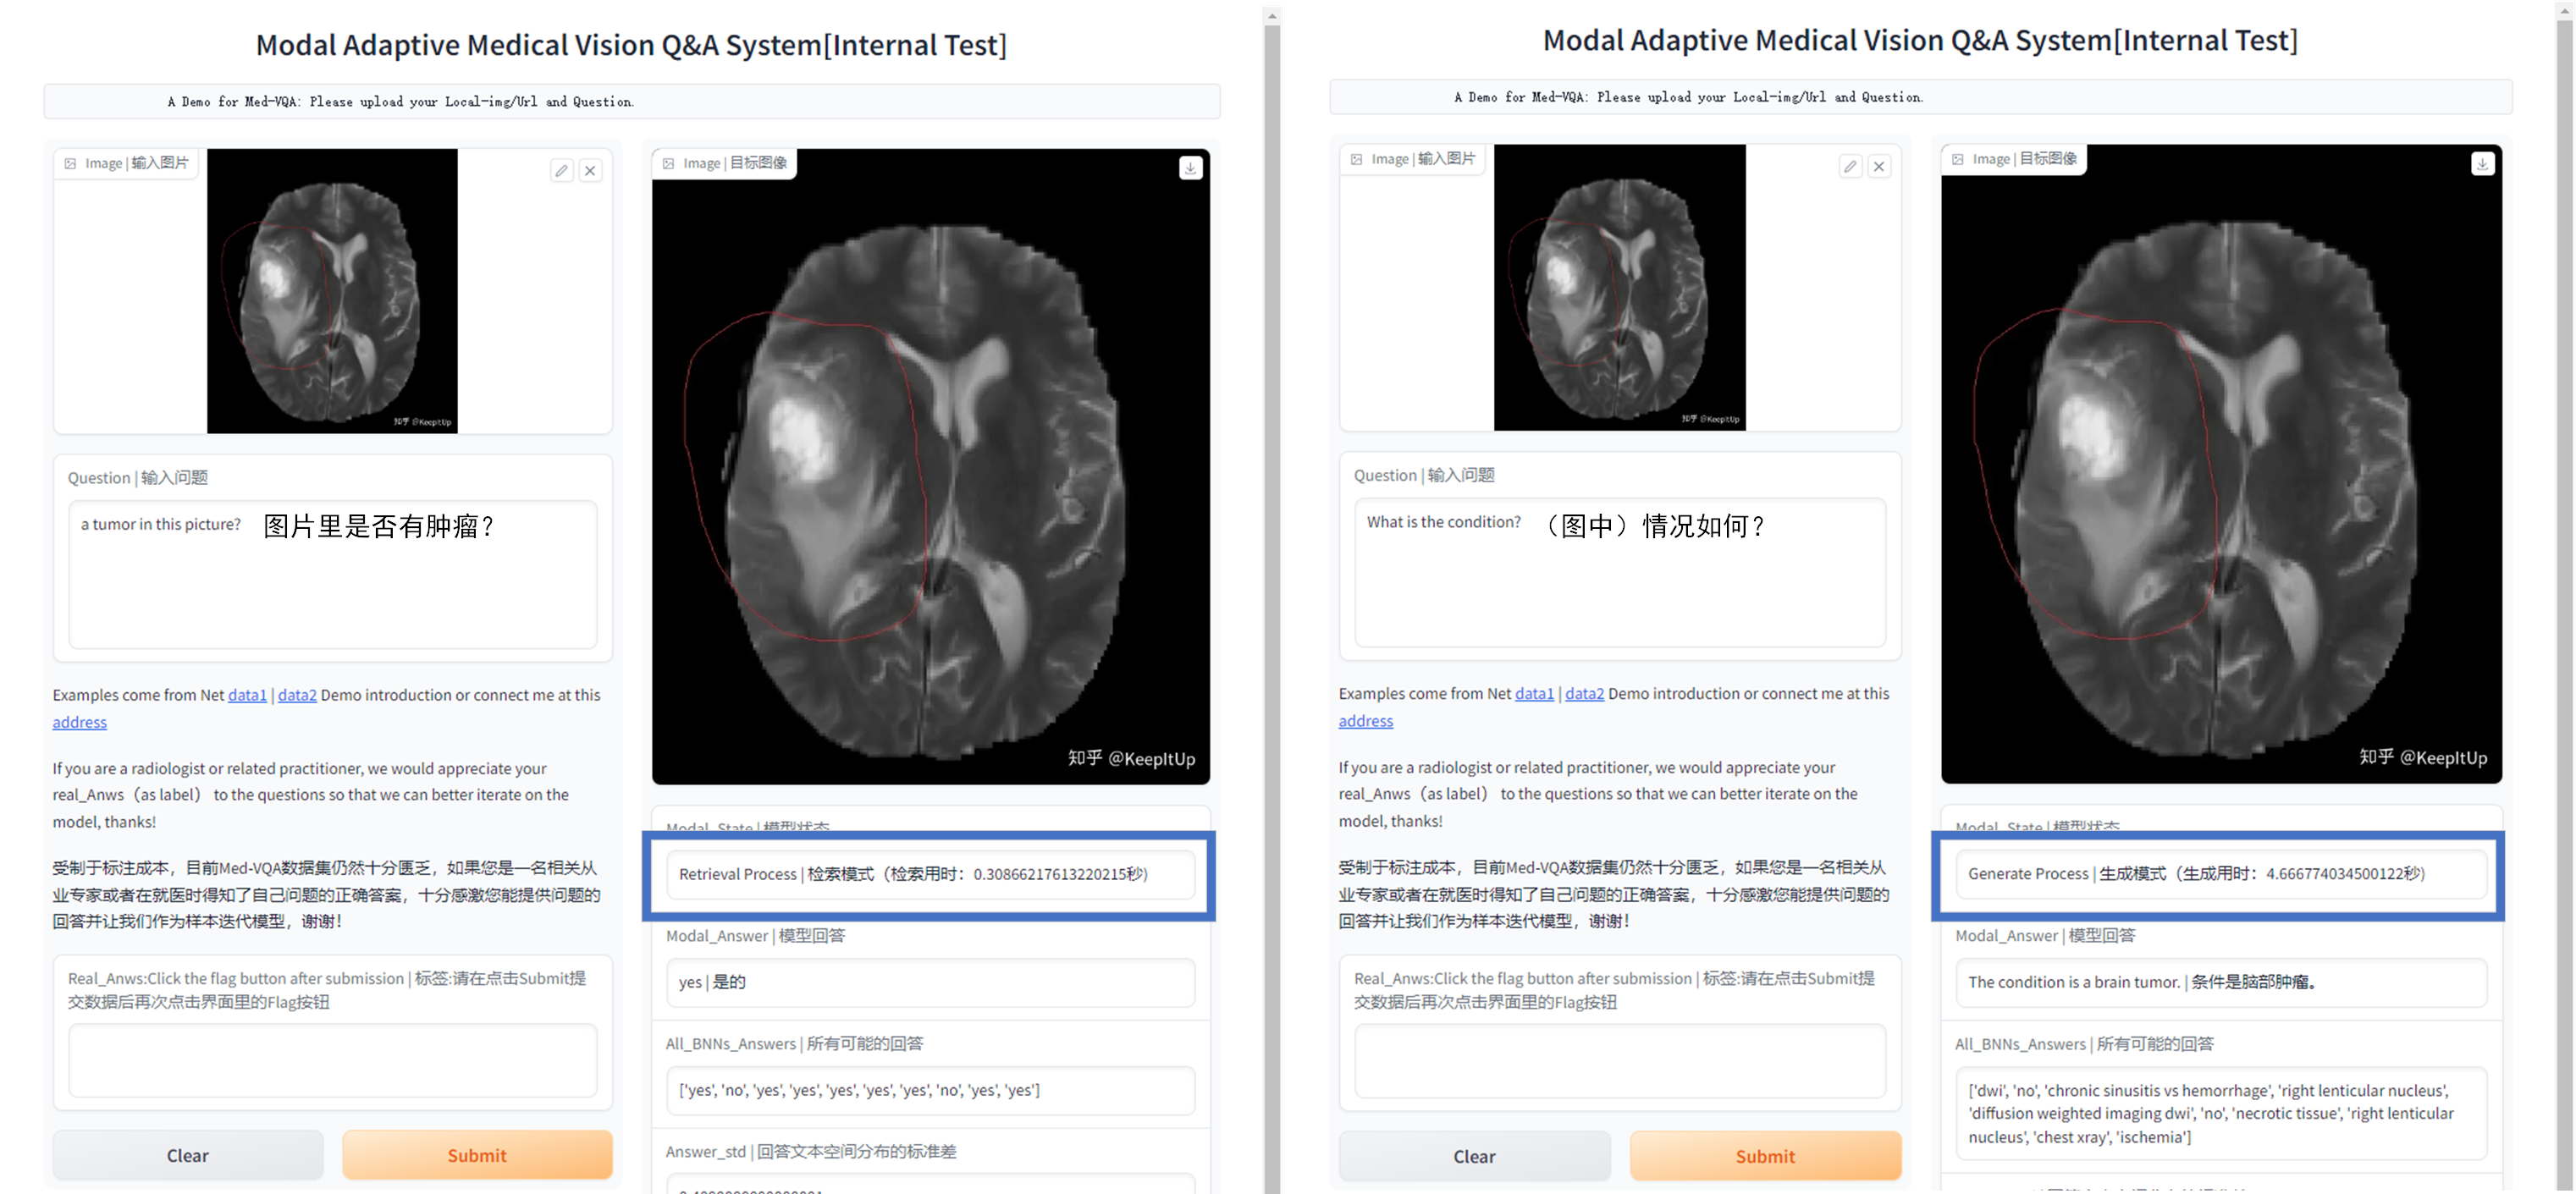 Modal Adaptive Medical Vision Q&A System[Internal Test]
A Demo for Med-VQA: Please upload your Local-img/Url and Question.
Image | 输入图片
知乎 @KeepItUp
Question | 输入问题
a tumor in this picture? 图片里是否有肿瘤？
Examples come from Net data1 | data2 Demo introduction or connect me at this
address
If you are a radiologist or related practitioner, we would appreciate your
real_Anws（as label） to the questions so that we can better iterate on the
model, thanks!
受制于标注成本，目前Med-VQA数据集仍然十分匮乏，如果您是一名相关从
业专家或者在就医时得知了自己问题的正确答案，十分感激您能提供问题的
回答并让我们作为样本迭代模型，谢谢！
Real_Anws:Click the flag button after submission | 标签:请在点击Submit提
交数据后再次点击界面里的Flag按钮
Clear
Submit
Image | 目标图像
知乎 @KeepItUp
Modal_State | 模型状态
Retrieval Process | 检索模式（检索用时：0.30866217613220215秒)
Modal_Answer | 模型回答
yes | 是的
All_BNNs_Answers | 所有可能的回答
['yes', 'no', 'yes', 'yes', 'yes', 'yes', 'yes', 'no', 'yes', 'yes']
Answer_std | 回答文本空间分布的标准差
Modal Adaptive Medical Vision Q&A System[Internal Test]
A Demo for Med-VQA: Please upload your Local-img/Url and Question.
Image | 输入图片
知乎 @KeepItUp
Question | 输入问题
What is the condition? （图中）情况如何？
Examples come from Net data1 | data2 Demo introduction or connect me at this
address
If you are a radiologist or related practitioner, we would appreciate your
real_Anws（as label） to the questions so that we can better iterate on the
model, thanks!
受制于标注成本，目前Med-VQA数据集仍然十分匮乏，如果您是一名相关从
业专家或者在就医时得知了自己问题的正确答案，十分感激您能提供问题的
回答并让我们作为样本迭代模型，谢谢！
Real_Anws:Click the flag button after submission | 标签:请在点击Submit提
交数据后再次点击界面里的Flag按钮
Clear
Submit
Image | 目标图像
知乎 @KeepItUp
Modal_State | 模型状态
Generate Process | 生成模式（生成用时：4.666774034500122秒)
Modal_Answer | 模型回答
The condition is a brain tumor. | 条件是脑部肿瘤。
All_BNNs_Answers | 所有可能的回答
['dwi', 'no', 'chronic sinusitis vs hemorrhage', 'right lenticular nucleus',
'diffusion weighted imaging dwi', 'no', 'necrotic tissue', 'right lenticular
nucleus', 'chest xray', 'ischemia']